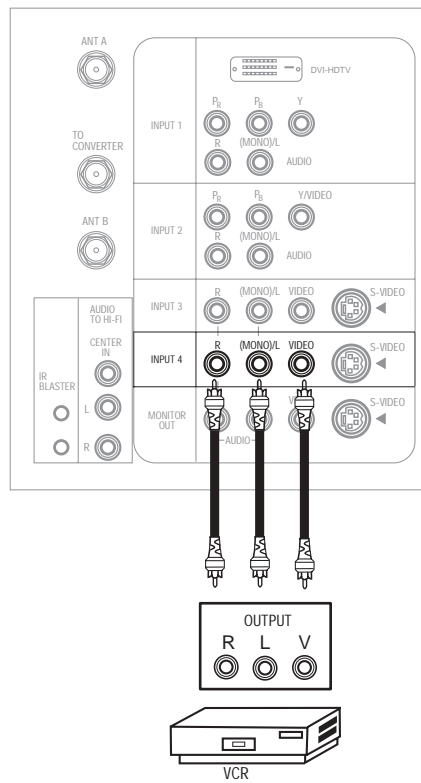 ANT A
DVI-HDTV
PR PB Y
INPUT 1
R (MONO)/L AUDIO
TO
CONVERTER
PR PB Y/VIDEO
INPUT 2
R (MONO)/L AUDIO
ANT B
INPUT 3 R (MONO)/L VIDEO S-VIDEO
INPUT 4 R (MONO)/L VIDEO S-VIDEO
MONITOR
OUT
AUDIO
S-VIDEO
AUDIO
TO HI-FI
CENTER
IN
IR
BLASTER
L
R
OUTPUT
R L V
VCR